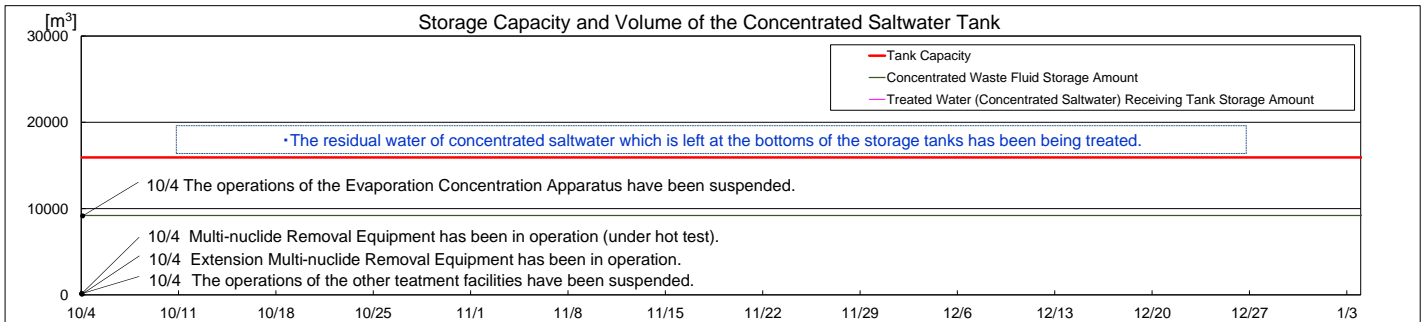 Storage Capacity and Volume of the Concentrated Saltwater Tank
[m³]
30000
20000
10000
0
Tank Capacity
Concentrated Waste Fluid Storage Amount
Treated Water (Concentrated Saltwater) Receiving Tank Storage Amount
・The residual water of concentrated saltwater which is left at the bottoms of the storage tanks has been being treated.
10/4 The operations of the Evaporation Concentration Apparatus have been suspended.
10/4 Multi-nuclide Removal Equipment has been in operation (under hot test).
10/4 Extension Multi-nuclide Removal Equipment has been in operation.
10/4 The operations of the other teatment facilities have been suspended.
10/4 10/11 10/18 10/25 11/1 11/8 11/15 11/22 11/29 12/6 12/13 12/20 12/27 1/3